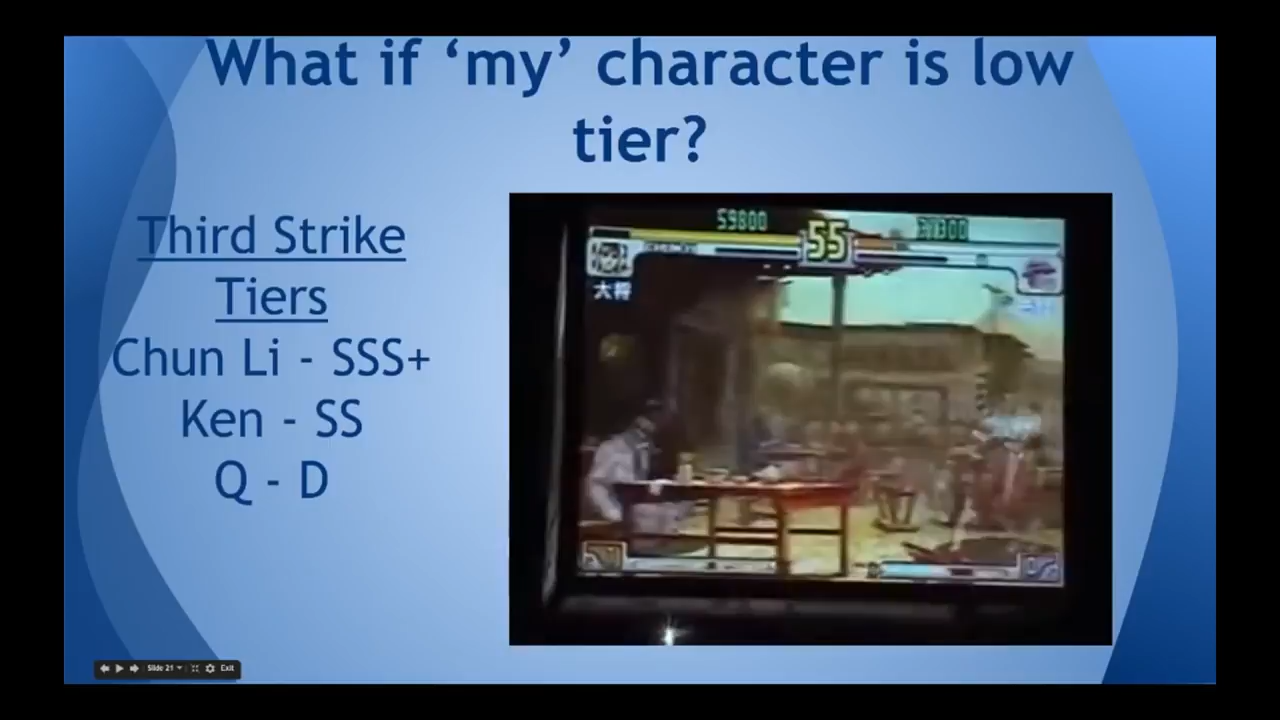 What if ‘my’ character is low
tier?
Third Strike
Tiers
Chun Li - SSS+
Ken - SS
Q - D
59800
55
大将
Slide 21
Exit